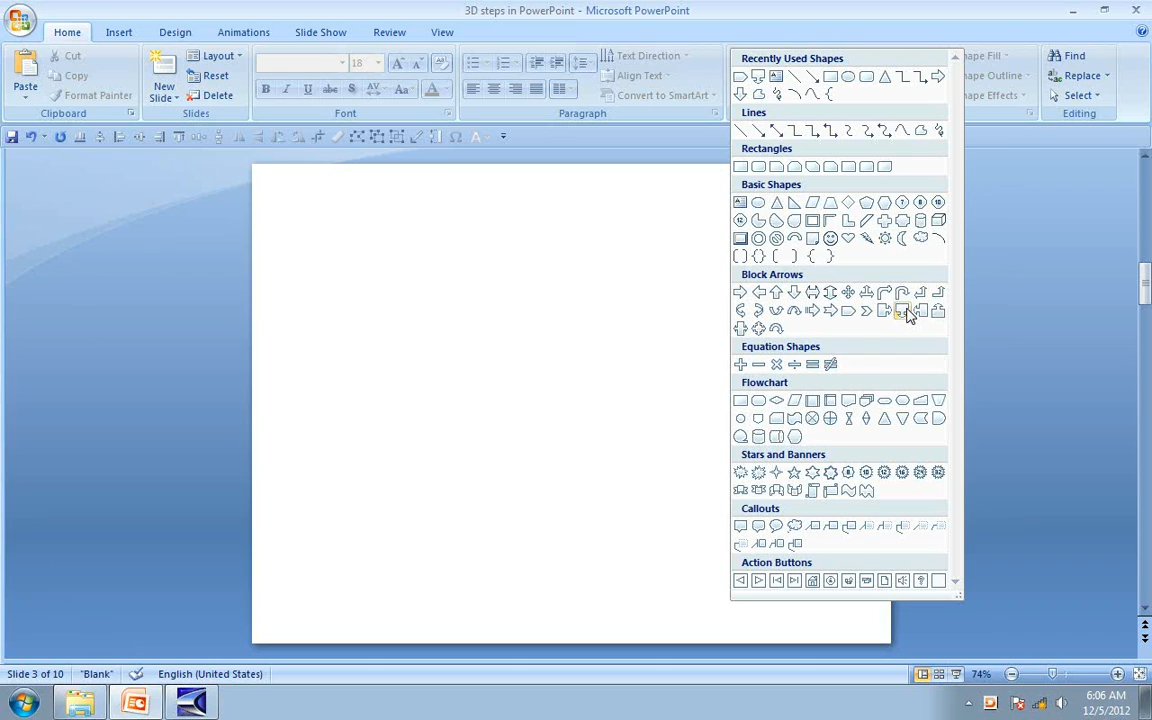 3D steps in PowerPoint - Microsoft PowerPoint
Home Insert Design Animations Slide Show Review View
Cut
Copy
Format Painter
Paste
Clipboard
New Slide
Layout
Reset
Delete
Slides
18
Font
Text Direction
Align Text
Convert to SmartArt
Paragraph
Shape Fill
Shape Outline
Shape Effects
Find
Replace
Select
Editing
Recently Used Shapes
Lines
Rectangles
Basic Shapes
Block Arrows
Equation Shapes
Flowchart
Stars and Banners
Callouts
Action Buttons
Slide 3 of 10 "Blank" English (United States) 74%
6:06 AM
12/5/2012